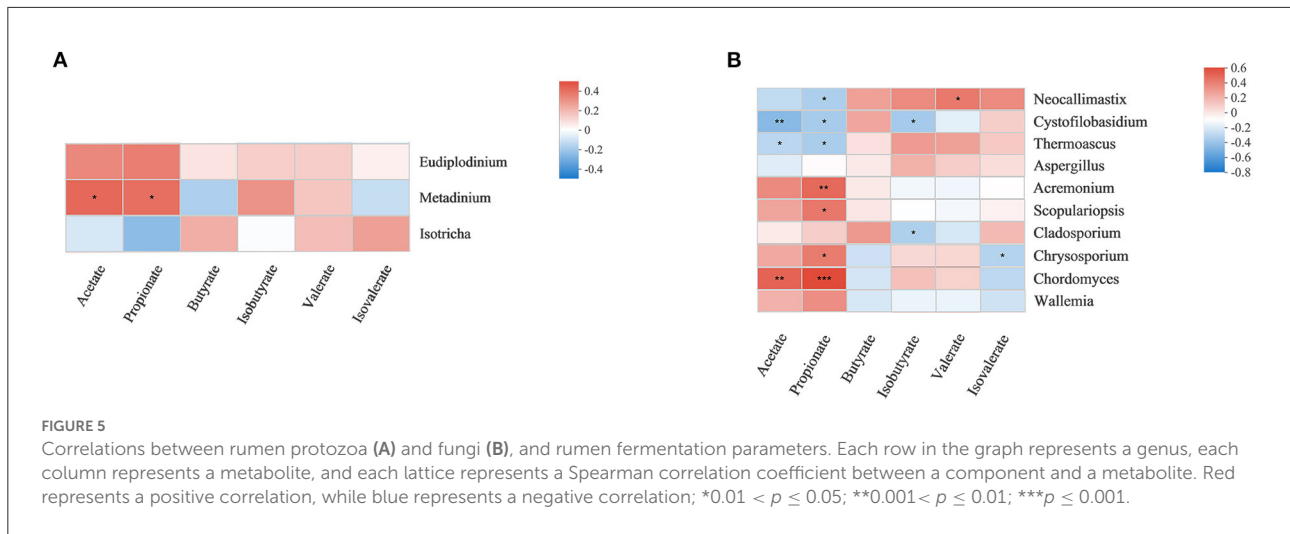 A
0.4
0.2
0
-0.2
-0.4
Eudiplodinium
* * Metadinium
Isotricha
Acetate
Propionate
Butyrate
Isobutyrate
Valerate
Isovalerate
B
0.6
0.4
0.2
0
-0.2
-0.4
-0.6
-0.8
* * Neocallimastix
** * * Cystofilobasidium
* * Thermoascus
Aspergillus
** Acremonium
* Scopulariopsis
* Cladosporium
* * Chrysosporium
** *** Chordomyces
Wallemia
Acetate
Propionate
Butyrate
Isobutyrate
Valerate
Isovalerate
FIGURE 5
Correlations between rumen protozoa (A) and fungi (B), and rumen fermentation parameters. Each row in the graph represents a genus, each
column represents a metabolite, and each lattice represents a Spearman correlation coefficient between a component and a metabolite. Red
represents a positive correlation, while blue represents a negative correlation; *0.01 < p ≤ 0.05; **0.001< p ≤ 0.01; ***p ≤ 0.001.